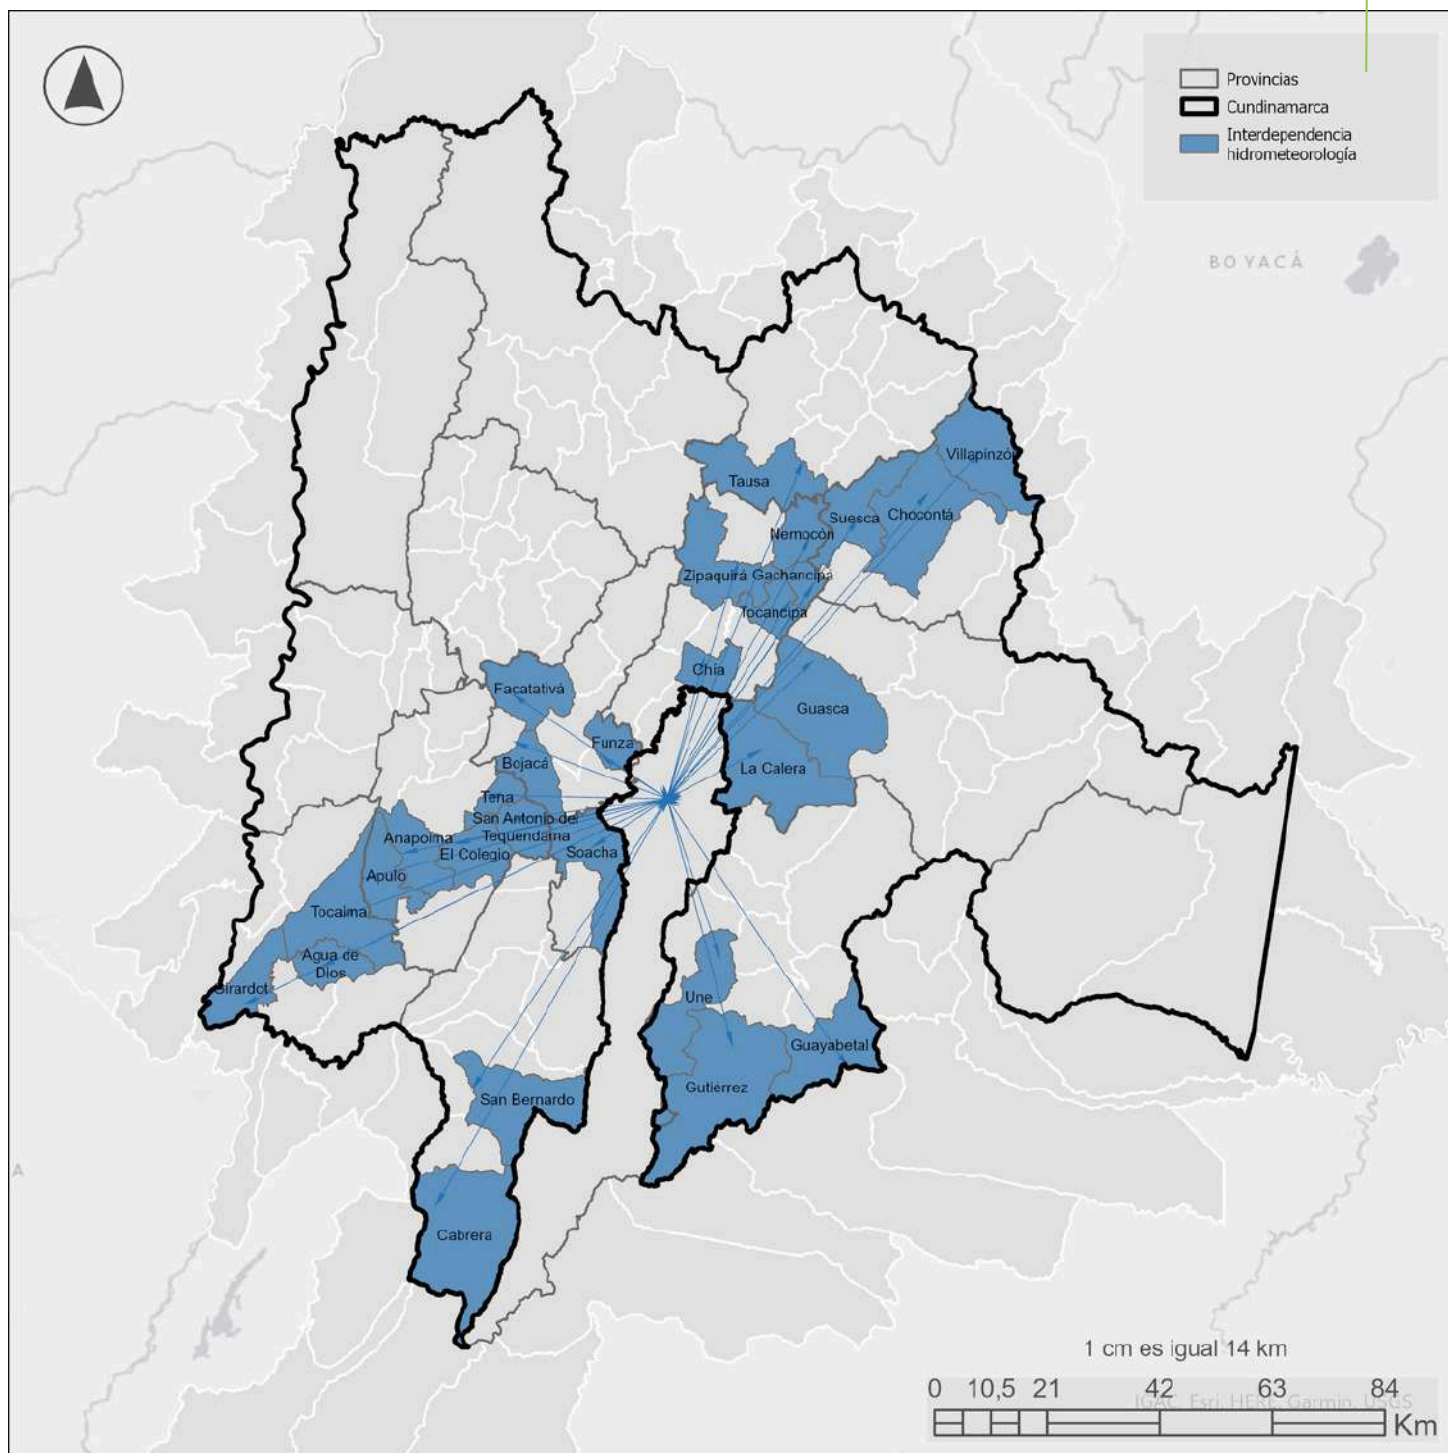 Provincias
Cundinamarca
Interdependencia
hidrometeorología
BOYACÁ
Villapinzón
Tausa
Suesca
Chocontá
Nemocón
Zipaquirá
Gachancipá
Tocancipa
Chía
Facatativá
Guasca
Funza
Bojacá
La Calera
Tena
San Antonio del
Tequendama
Anapoima
El Colegio
Soacha
Apulo
Tocaima
Agua de
Dios
Girardot
Une
Guayabetal
Gutiérrez
San Bernardo
Cabrera
A
1 cm es igual 14 km
0 10,5 21 42 63 84
IGAC, Esri, HERE, Garmin, USGS
Km